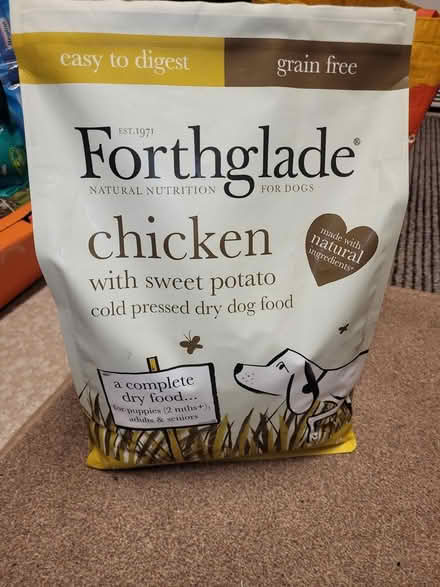 easy to digest
grain free
EST.1971
Forthglade®
NATURAL NUTRITION FOR DOGS
chicken
with sweet potato
cold pressed dry dog food
made with
natural
ingredients*
a complete
dry food...
for puppies (2 mths+),
adults & seniors